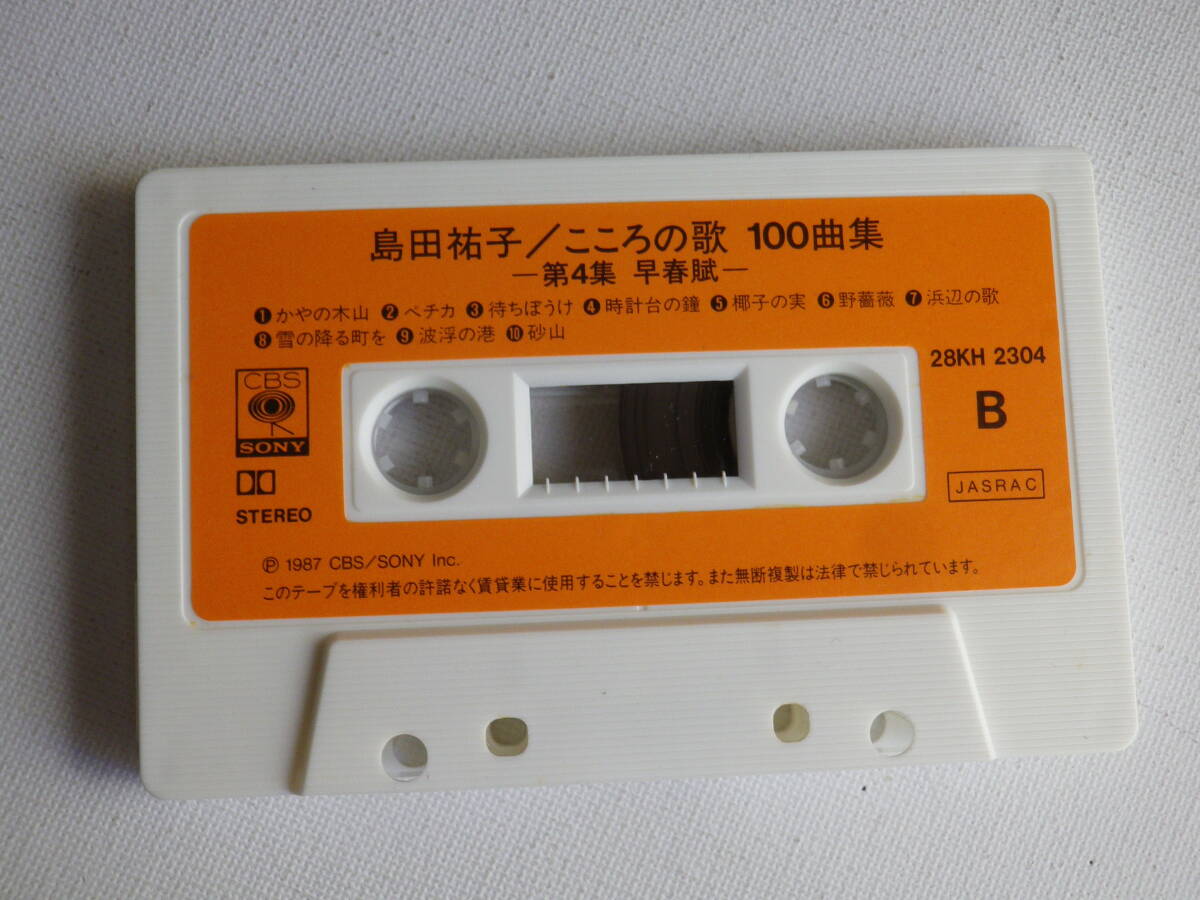 島田祐子／こころの歌 100曲集
―第4集 早春賦―
❶かやの木山 ❷ペチカ ❸待ちぼうけ ❹時計台の鐘 ❺椰子の実 ❻野薔薇 ❼浜辺の歌
❽雪の降る町を ❾波浮の港 ❿砂山
28KH 2304
CBS
SONY
B
JASRAC
STEREO
Ⓟ 1987 CBS/SONY Inc.
このテープを権利者の許諾なく賃貸業に使用することを禁じます。また無断複製は法律で禁じられています。